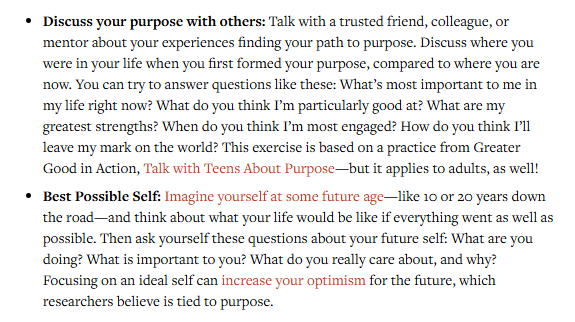 • Discuss your purpose with others: Talk with a trusted friend, colleague, or
mentor about your experiences finding your path to purpose. Discuss where you
were in your life when you first formed your purpose, compared to where you are
now. You can try to answer questions like these: What’s most important to me in
my life right now? What do you think I’m particularly good at? What are my
greatest strengths? When do you think I’m most engaged? How do you think I’ll
leave my mark on the world? This exercise is based on a practice from Greater
Good in Action, Talk with Teens About Purpose—but it applies to adults, as well!
• Best Possible Self: Imagine yourself at some future age—like 10 or 20 years down
the road—and think about what your life would be like if everything went as well as
possible. Then ask yourself these questions about your future self: What are you
doing? What is important to you? What do you really care about, and why?
Focusing on an ideal self can increase your optimism for the future, which
researchers believe is tied to purpose.